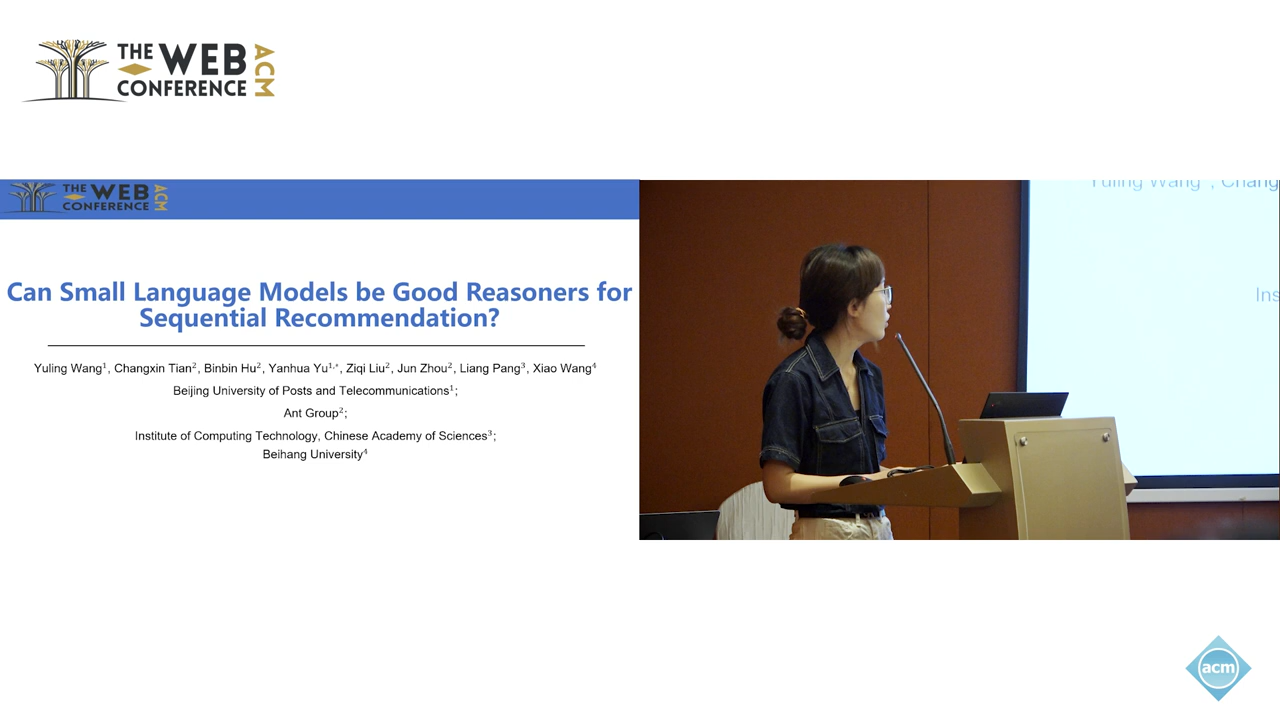 THE WEB
CONFERENCE
ACM
THE WEB
CONFERENCE
ACM
Can Small Language Models be Good Reasoners for
Sequential Recommendation?
Yuling Wang¹, Changxin Tian², Binbin Hu², Yanhua Yu¹,*, Ziqi Liu², Jun Zhou², Liang Pang³, Xiao Wang⁴
Beijing University of Posts and Telecommunications¹;
Ant Group²;
Institute of Computing Technology, Chinese Academy of Sciences³;
Beihang University⁴
Yuling Wang , Chang
Ins
acm